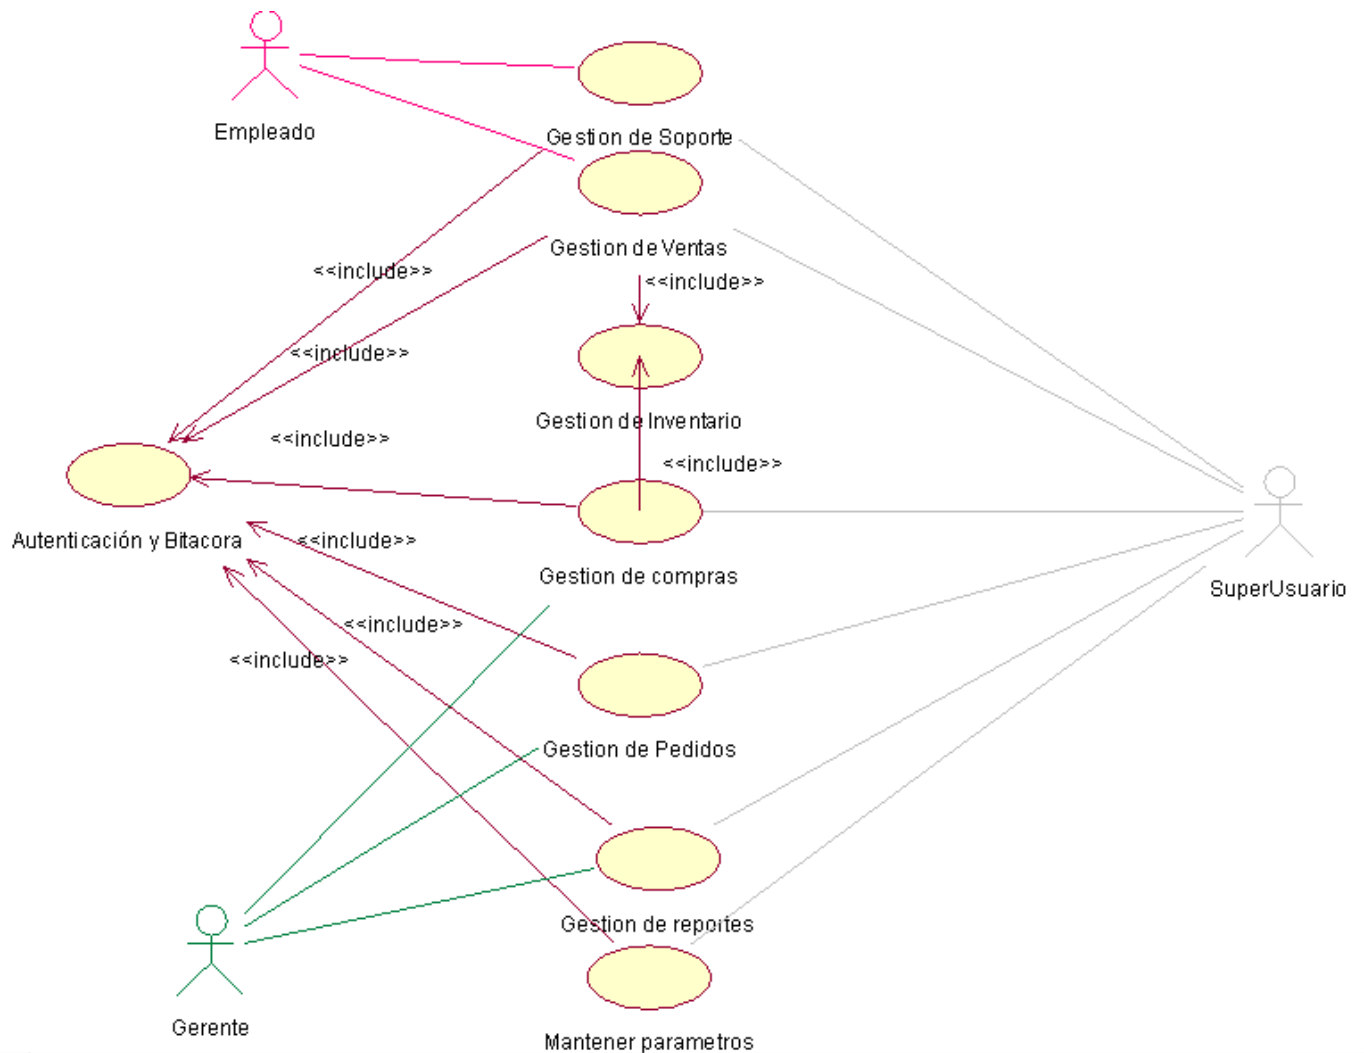 Empleado
Gestion de Soporte
Gestion de Ventas
<<include>>
<<include>>
<<include>>
Gestion de Inventario
<<include>>
<<include>>
Autenticación y Bitacora
<<include>>
Gestion de compras
SuperUsuario
<<include>>
<<include>>
Gestion de Pedidos
Gestion de reportes
Gerente
Mantener parametros